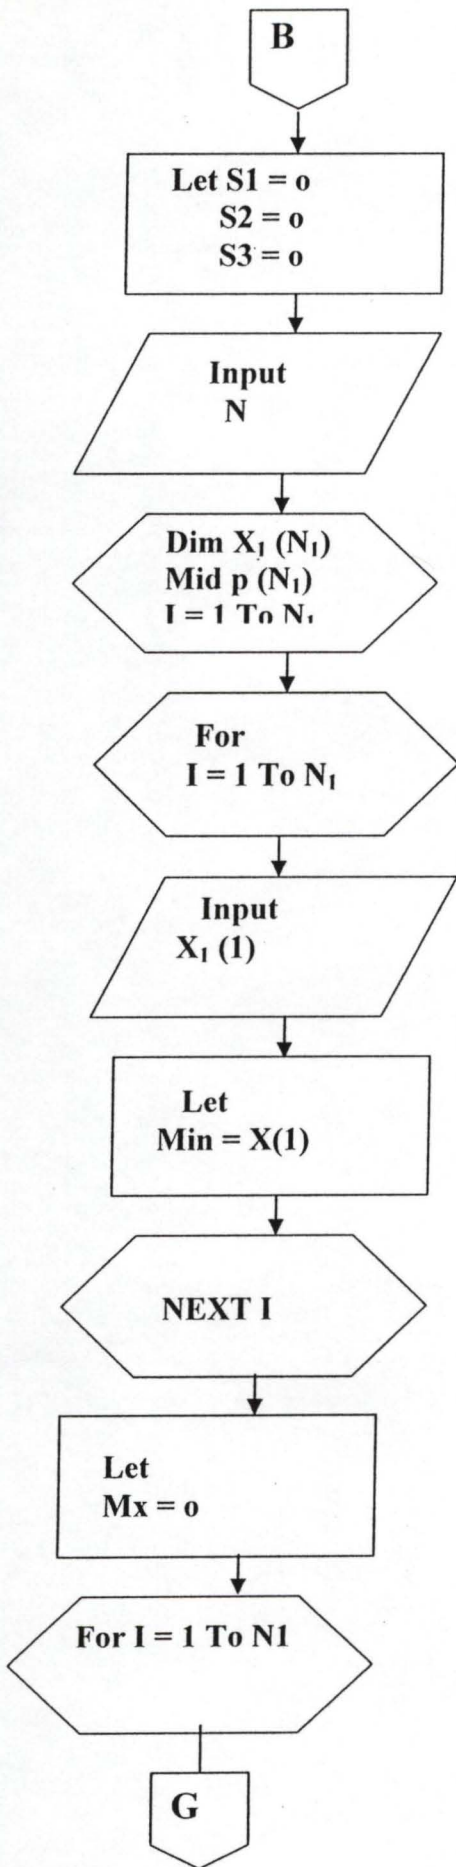 B
Let S1 = o
S2 = o
S3 = o
Input
N
Dim X₁ (N₁)
Mid p (N₁)
I = 1 To N₁
For
I = 1 To N₁
Input
X₁ (1)
Let
Min = X(1)
NEXT I
Let
Mx = o
For I = 1 To N1
G